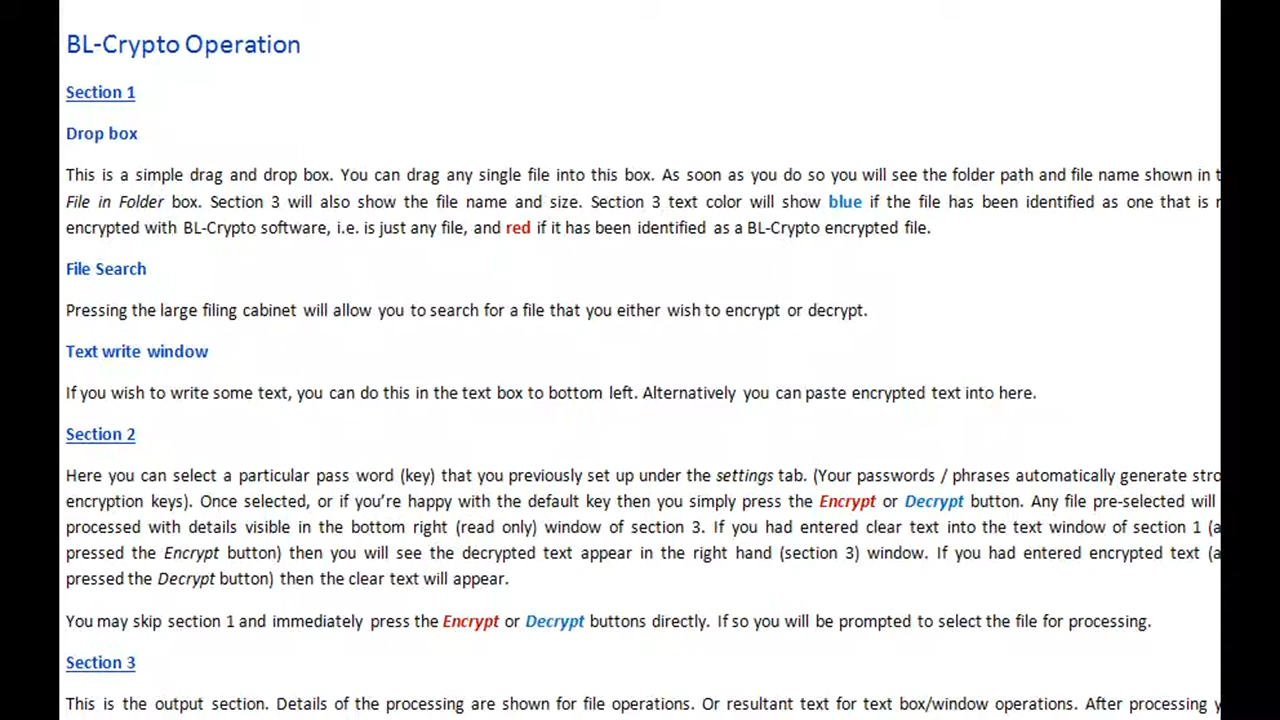 BL-Crypto Operation
Section 1
Drop box
This is a simple drag and drop box. You can drag any single file into this box. As soon as you do so you will see the folder path and file name shown in
File in Folder box. Section 3 will also show the file name and size. Section 3 text color will show blue if the file has been identified as one that is
encrypted with BL-Crypto software, i.e. is just any file, and red if it has been identified as a BL-Crypto encrypted file.
File Search
Pressing the large filing cabinet will allow you to search for a file that you either wish to encrypt or decrypt.
Text write window
If you wish to write some text, you can do this in the text box to bottom left. Alternatively you can paste encrypted text into here.
Section 2
Here you can select a particular pass word (key) that you previously set up under the settings tab. (Your passwords / phrases automatically generate stro
encryption keys). Once selected, or if you're happy with the default key then you simply press the Encrypt or Decrypt button. Any file pre-selected will
processed with details visible in the bottom right (read only) window of section 3. If you had entered clear text into the text window of section 1 (a
pressed the Encrypt button) then you will see the decrypted text appear in the right hand (section 3) window. If you had entered encrypted text (a
pressed the Decrypt button) then the clear text will appear.
You may skip section 1 and immediately press the Encrypt or Decrypt buttons directly. If so you will be prompted to select the file for processing.
Section 3
This is the output section. Details of the processing are shown for file operations. Or resultant text for text box/window operations. After processing